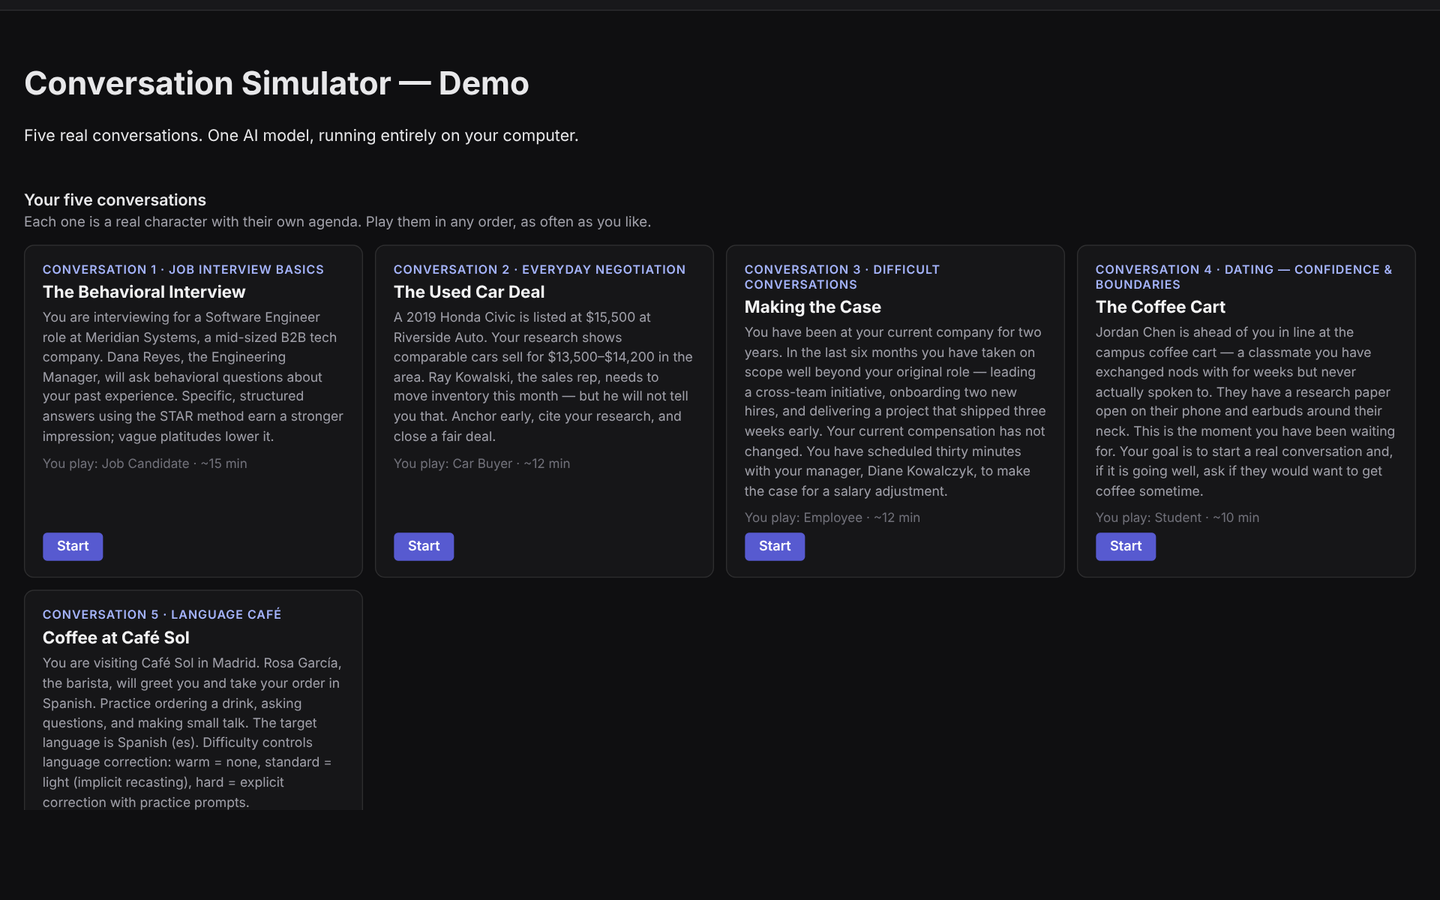 Conversation Simulator — Demo
Five real conversations. One AI model, running entirely on your computer.
Your five conversations
Each one is a real character with their own agenda. Play them in any order, as often as you like.
CONVERSATION 1 · JOB INTERVIEW BASICS
The Behavioral Interview
You are interviewing for a Software Engineer
role at Meridian Systems, a mid-sized B2B tech
company. Dana Reyes, the Engineering
Manager, will ask behavioral questions about
your past experience. Specific, structured
answers using the STAR method earn a stronger
impression; vague platitudes lower it.
You play: Job Candidate · ~15 min
Start
CONVERSATION 2 · EVERYDAY NEGOTIATION
The Used Car Deal
A 2019 Honda Civic is listed at $15,500 at
Riverside Auto. Your research shows
comparable cars sell for $13,500–$14,200 in the
area. Ray Kowalski, the sales rep, needs to
move inventory this month — but he will not tell
you that. Anchor early, cite your research, and
close a fair deal.
You play: Car Buyer · ~12 min
Start
CONVERSATION 3 · DIFFICULT
CONVERSATIONS
Making the Case
You have been at your current company for two
years. In the last six months you have taken on
scope well beyond your original role — leading
a cross-team initiative, onboarding two new
hires, and delivering a project that shipped three
weeks early. Your current compensation has not
changed. You have scheduled thirty minutes
with your manager, Diane Kowalczyk, to make
the case for a salary adjustment.
You play: Employee · ~12 min
Start
CONVERSATION 4 · DATING — CONFIDENCE &
BOUNDARIES
The Coffee Cart
Jordan Chen is ahead of you in line at the
campus coffee cart — a classmate you have
exchanged nods with for weeks but never
actually spoken to. They have a research paper
open on their phone and earbuds around their
neck. This is the moment you have been waiting
for. Your goal is to start a real conversation and,
if it is going well, ask if they would want to get
coffee sometime.
You play: Student · ~10 min
Start
CONVERSATION 5 · LANGUAGE CAFÉ
Coffee at Café Sol
You are visiting Café Sol in Madrid. Rosa García,
the barista, will greet you and take your order in
Spanish. Practice ordering a drink, asking
questions, and making small talk. The target
language is Spanish (es). Difficulty controls
language correction: warm = none, standard =
light (implicit recasting), hard = explicit
correction with practice prompts.